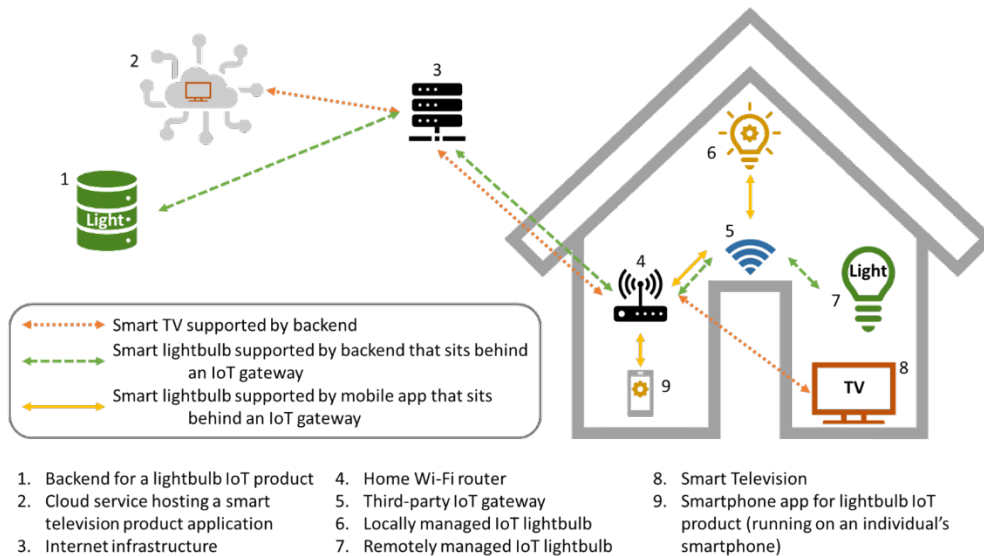 2
3
1
Light
6
5
4
Light
7
9
8
TV
Smart TV supported by backend
Smart lightbulb supported by backend that sits behind
an IoT gateway
Smart lightbulb supported by mobile app that sits
behind an IoT gateway
1. Backend for a lightbulb IoT product
2. Cloud service hosting a smart
television product application
3. Internet infrastructure
4. Home Wi-Fi router
5. Third-party IoT gateway
6. Locally managed IoT lightbulb
7. Remotely managed IoT lightbulb
8. Smart Television
9. Smartphone app for lightbulb IoT
product (running on an individual's
smartphone)